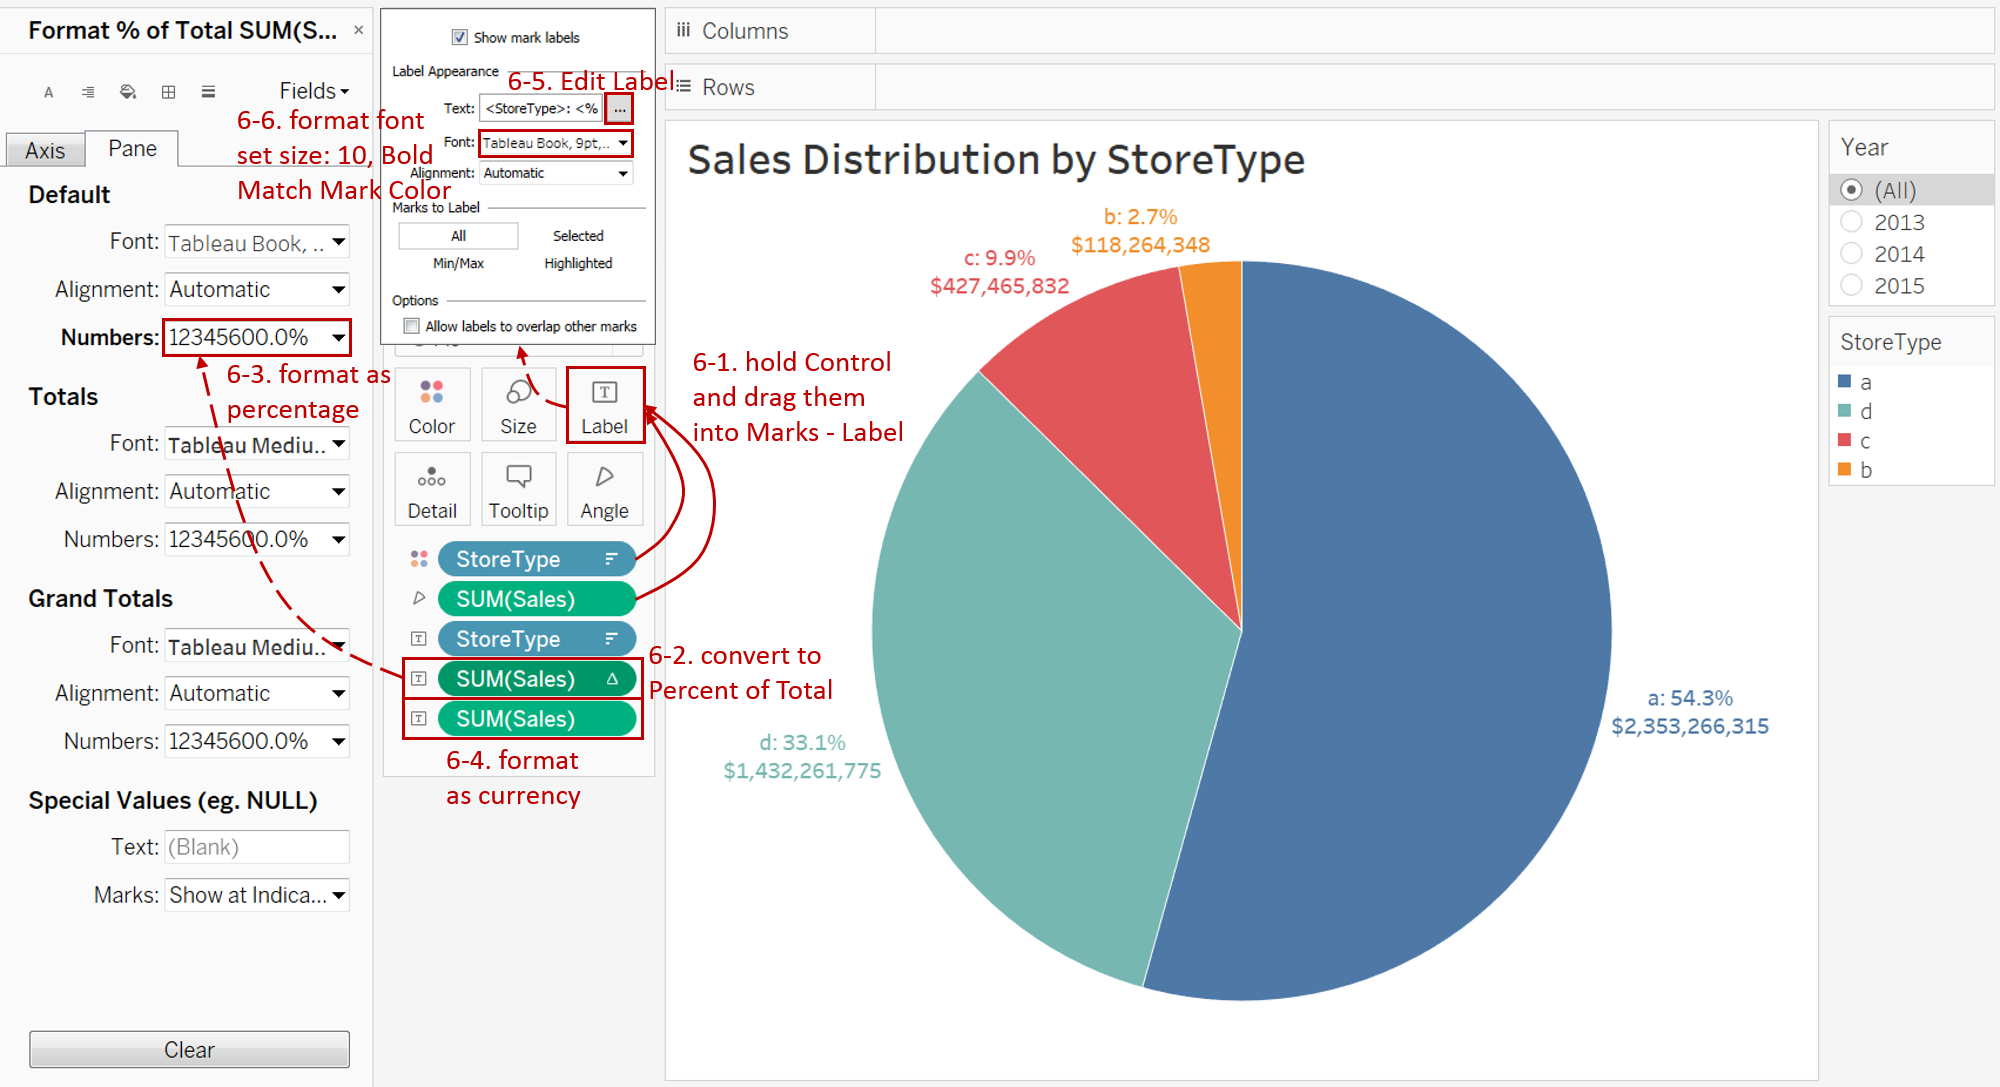 Format % of Total SUM(S... ×
Fields
Axis
Pane
Default
Font: Tableau Book, ..
Alignment: Automatic
Numbers: 12345600.0%
Totals
Font: Tableau Mediu..
Alignment: Automatic
Numbers: 12345600.0%
Grand Totals
Font: Tableau Mediu..
Alignment: Automatic
Numbers: 12345600.0%
Special Values (eg. NULL)
Text: (Blank)
Marks: Show at Indica...
Clear
Show mark labels
Label Appearance
6-5. Edit Label
Text: <StoreType>: <% ...
Font: Tableau Book, 9pt,..
Alignment: Automatic
Marks to Label
All
Selected
Min/Max
Highlighted
Options
Allow labels to overlap other marks
6-6. format font
set size: 10, Bold
Match Mark Color
6-3. format as
percentage
Color
Size
T Label
Detail
Tooltip
Angle
StoreType
SUM(Sales)
T StoreType
T SUM(Sales) Δ
T SUM(Sales)
6-1. hold Control
and drag them
into Marks - Label
6-2. convert to
Percent of Total
6-4. format
as currency
Columns
Rows
Sales Distribution by StoreType
b: 2.7%
$118,264,348
c: 9.9%
$427,465,832
a: 54.3%
$2,353,266,315
d: 33.1%
$1,432,261,775
Year
(All)
2013
2014
2015
StoreType
a
d
c
b